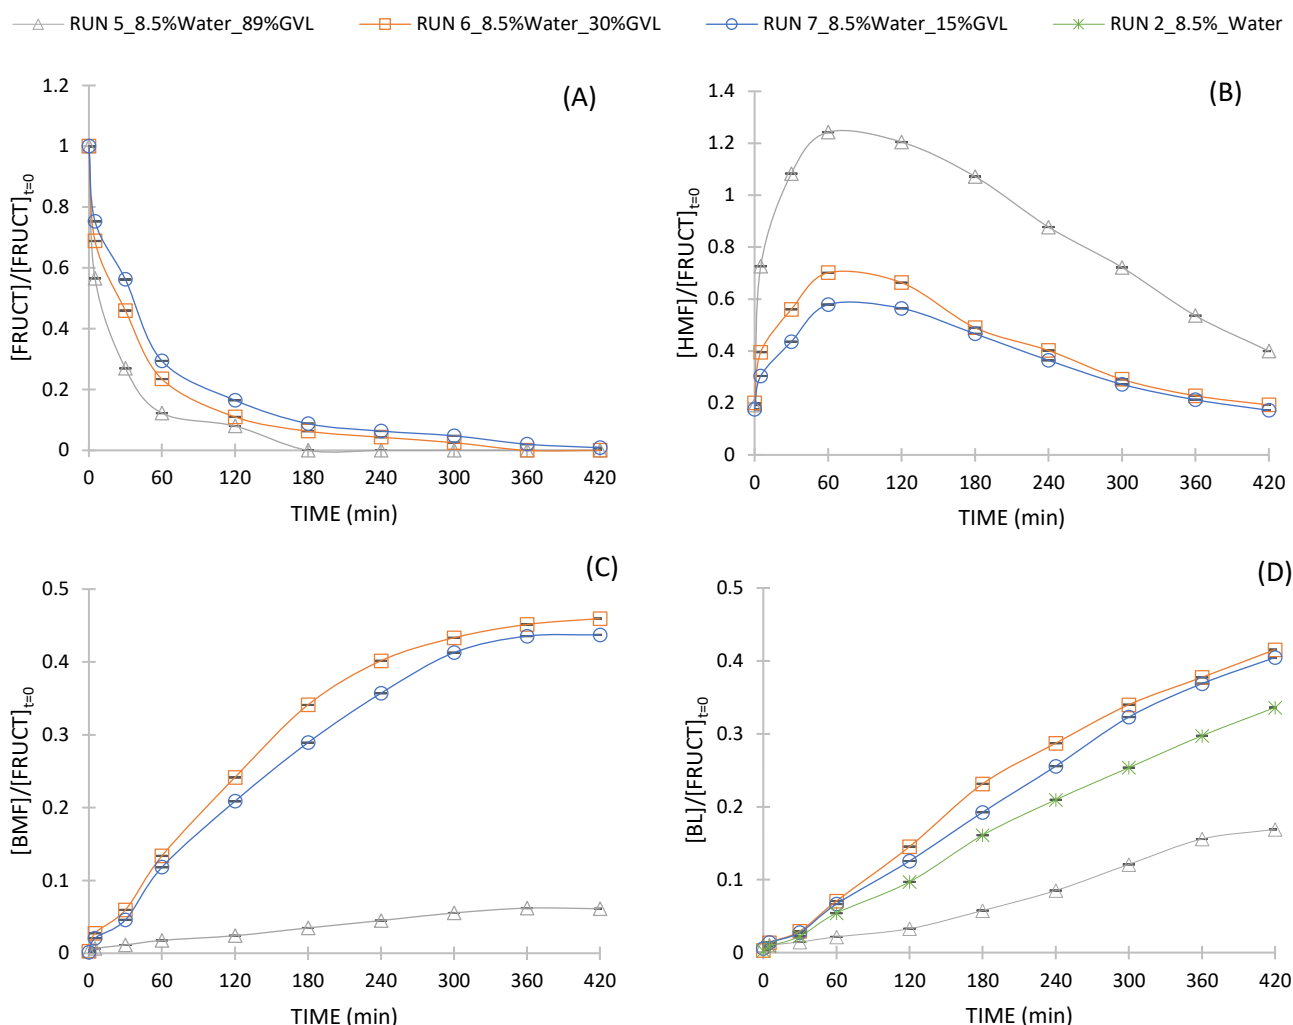 RUN 5_8.5%Water_89%GVL RUN 6_8.5%Water_30%GVL RUN 7_8.5%Water_15%GVL RUN 2_8.5%_Water
(A)
[FRUCT]/[FRUCT]t=0
1.2
1
0.8
0.6
0.4
0.2
0
0 60 120 180 240 300 360 420
TIME (min)
(B)
[HMF]/[FRUCT]t=0
1.4
1.2
1
0.8
0.6
0.4
0.2
0
0 60 120 180 240 300 360 420
TIME (min)
(C)
[BMF]/[FRUCT]t=0
0.5
0.4
0.3
0.2
0.1
0
0 60 120 180 240 300 360 420
TIME (min)
(D)
[BL]/[FRUCT]t=0
0.5
0.4
0.3
0.2
0.1
0
0 60 120 180 240 300 360 420
TIME (min)